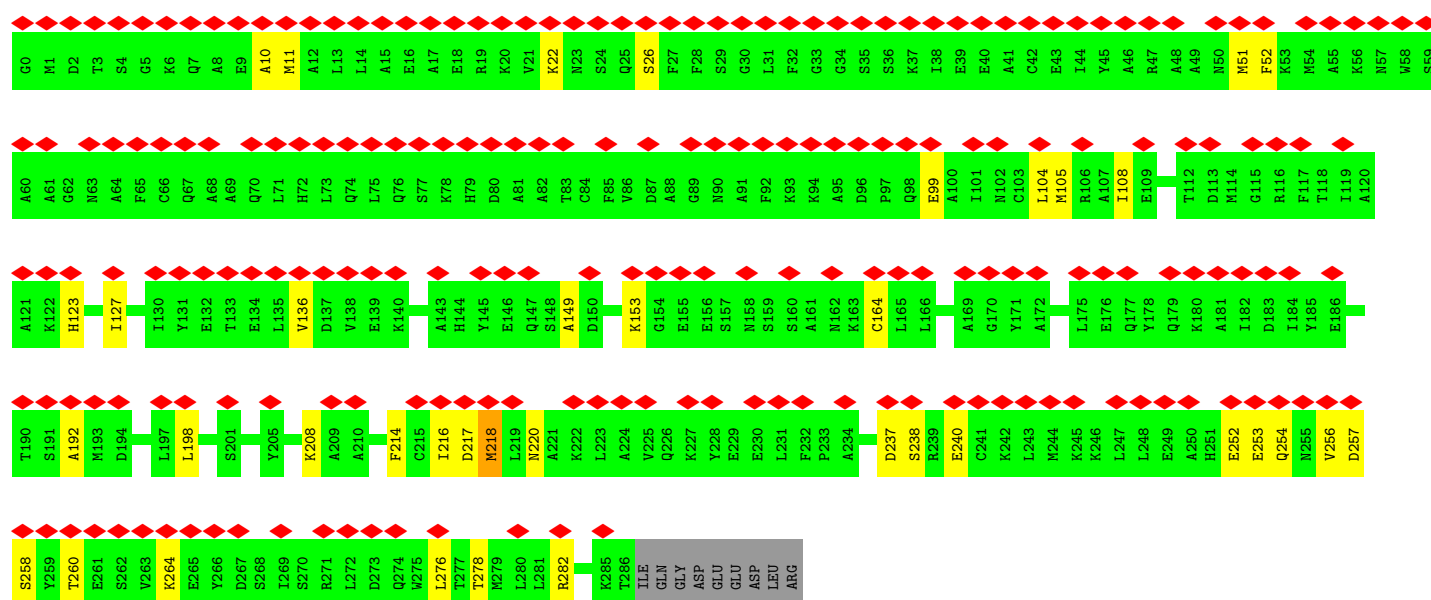 G0 M1 D2 T3 S4 G5 K6 Q7 A8 E9 A10 M11 A12 L13 L14 A15 E16 A17 E18 R19 K20 V21 K22 N23 S24 Q25 S26 F27 F28 S29 G30 L31 F32 G33 G34 S35 S36 K37 I38 E39 E40 A41 C42 E43 I44 Y45 A46 R47 A48 A49 N50 M51 F52 K53 M54 A55 K56 N57 W58 S59
A60 A61 G62 N63 A64 F65 C66 Q67 A68 A69 Q70 L71 H72 L73 Q74 L75 Q76 S77 K78 H79 D80 A81 A82 T83 C84 F85 V86 D87 A88 G89 N90 A91 F92 K93 K94 A95 D96 P97 Q98 E99 A100 I101 N102 C103 L104 M105 R106 A107 I108 E109 T112 D113 M114 G115 R116 F117 T118 I119 A120
A121 K122 H123 I127 I130 Y131 E132 T133 E134 L135 V136 D137 V138 E139 K140 A143 H144 Y145 E146 Q147 S148 A149 D150 K153 G154 E155 E156 S157 N158 S159 S160 A161 N162 K163 C164 L165 L166 A169 G170 Y171 A172 L175 E176 Q177 Y178 Q179 K180 A181 I182 D183 I184 Y185 E186
T190 S191 A192 M193 D194 L197 L198 S201 Y205 K208 A209 A210 F214 C215 I216 D217 M218 L219 N220 A221 K222 L223 A224 V225 Q226 K227 Y228 E229 E230 L231 F232 P233 A234 D237 S238 R239 E240 C241 K242 L243 M244 K245 K246 L247 L248 E249 A250 H251 E252 E253 Q254 N255 V256 D257
S258 Y259 T260 E261 S262 V263 K264 E265 Y266 D267 S268 I269 S270 R271 L272 D273 Q274 W275 L276 T277 T278 M279 L280 L281 R282 K285 T286 ILE GLN GLY ASP GLU GLU ASP LEU ARG